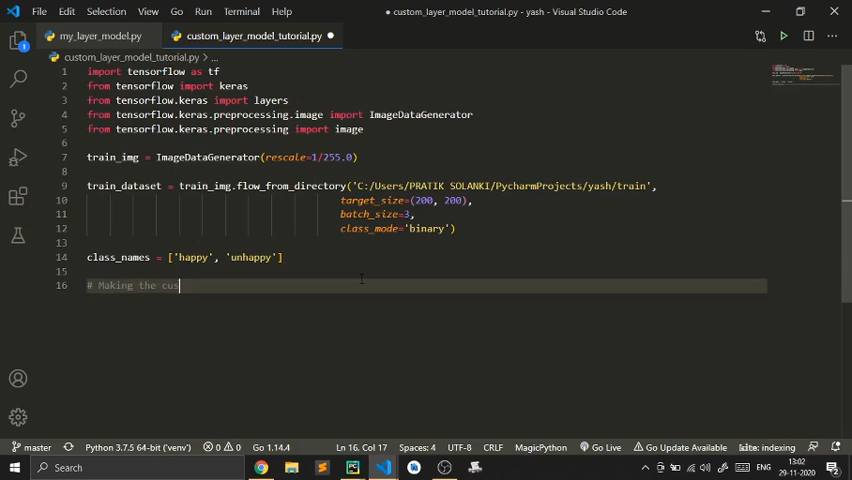 File Edit View Go Run Terminal Help
custom_layer_model_tutorial.py - yash - Visual Studio Code
my_layer_model.py custom_layer_model_tutorial.py
custom_layer_model_tutorial.py > ...
1 import tensorflow as tf
2 from tensorflow import keras
3 from tensorflow.keras import layers
4 from tensorflow.keras.preprocessing.image import ImageDataGenerator
5 from tensorflow.keras.preprocessing import image
6
7 train_img = ImageDataGenerator(rescale=1/255.0)
8
9 train_dataset = train_img.flow_from_directory('C:/Users/PRATIK SOLANKI/PycharmProjects/yash/train',
10 target_size=(200, 200),
11 batch_size=3,
12 class_mode='binary')
13
14 class_names = ['happy', 'unhappy']
15
16 # Making the cus
1
master Python 3.7.5 64-bit ('venv') 0 0 Go 1.14.4 Ln 16, Col 17 Spaces: 4 UTF-8 CRLF MagicPython Go Live Go Update Available kite: indexing
Search
ENG
13:02
29-11-2020
2